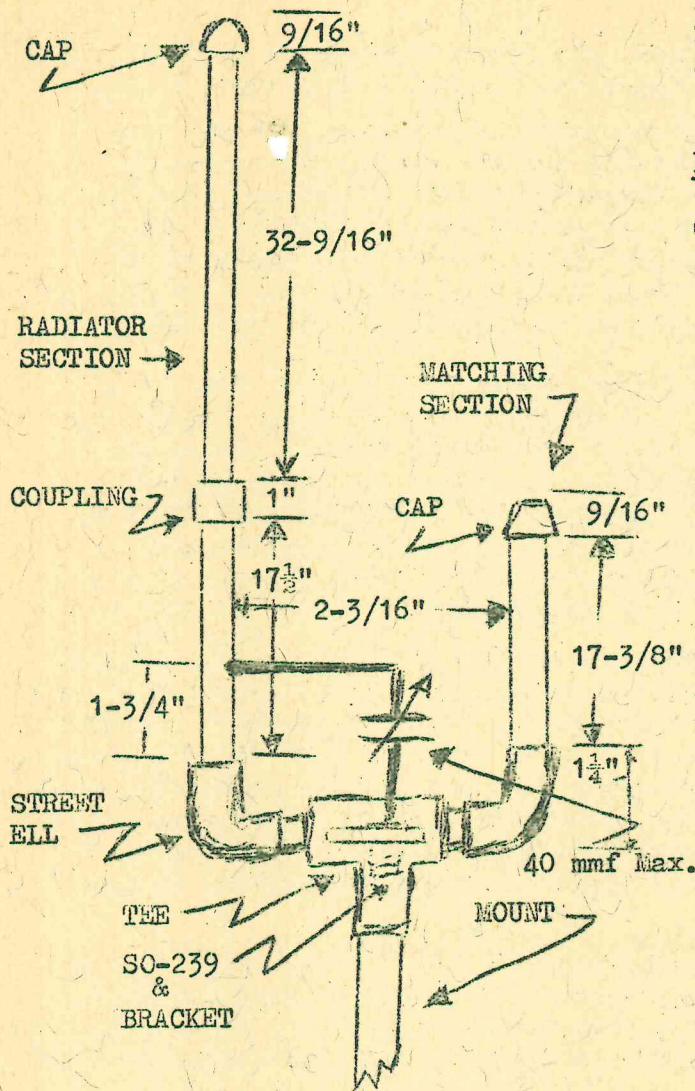 CAP
9/16"
32-9/16"
RADIATOR
SECTION
MATCHING
SECTION
COUPLING
1"
CAP
9/16"
17½"
2-3/16"
17-3/8"
1-3/4"
1¼"
STREET
ELL
40 mmf Max.
TEE
MOUNT
SO-239
&
BRACKET